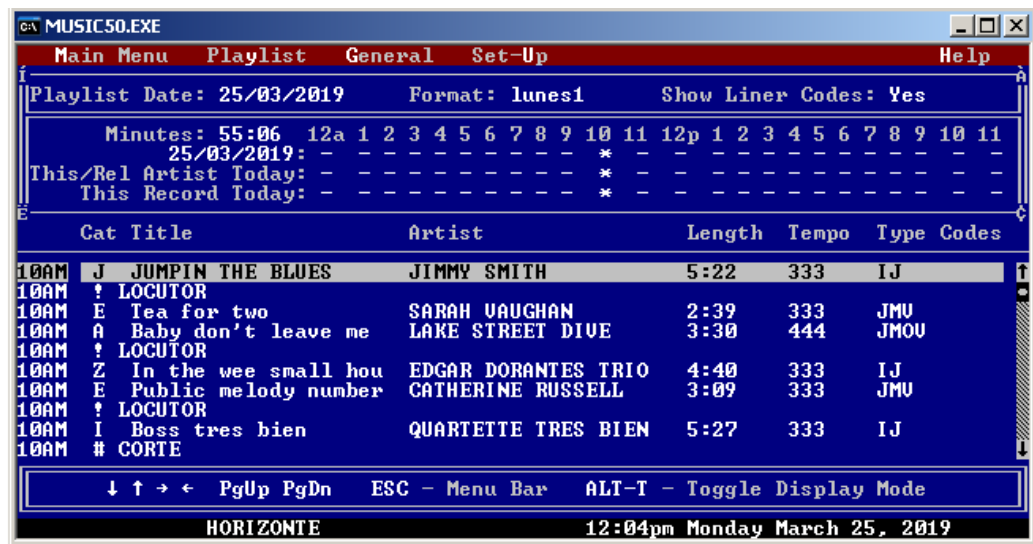 MUSIC50.EXE
Main Menu Playlist General Set-Up Help
Playlist Date: 25/03/2019 Format: lunes1 Show Liner Codes: Yes
Minutes: 55:06 12a 1 2 3 4 5 6 7 8 9 10 11 12p 1 2 3 4 5 6 7 8 9 10 11
25/03/2019: - - - - - - - - - - * - - - - - - - - - - - - -
This/Rel Artist Today: - - - - - - - - - - * - - - - - - - - - - - - -
This Record Today: - - - - - - - - - - * - - - - - - - - - - - - -
Cat Title Artist Length Tempo Type Codes
10AM J JUMPIN THE BLUES JIMMY SMITH 5:22 333 IJ
10AM ! LOCUTOR
10AM E Tea for two SARAH VAUGHAN 2:39 333 JMV
10AM A Baby don't leave me LAKE STREET DIVE 3:30 444 JMOV
10AM ! LOCUTOR
10AM Z In the wee small hou EDGAR DORANTES TRIO 4:40 333 IJ
10AM E Public melody number CATHERINE RUSSELL 3:09 333 JMV
10AM ! LOCUTOR
10AM I Boss tres bien QUARTETTE TRES BIEN 5:27 333 IJ
10AM # CORTE
↓ ↑ → ← PgUp PgDn ESC - Menu Bar ALT-T - Toggle Display Mode
HORIZONTE 12:04pm Monday March 25, 2019